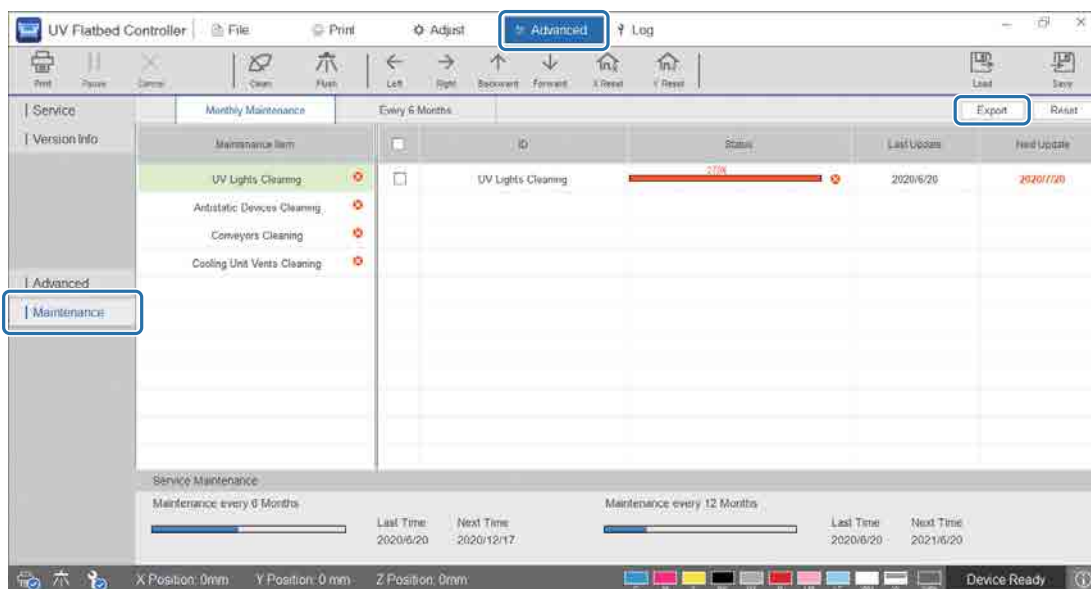 UV Flatbed Controller File Print Adjust Advanced Log
Print Pause Cancel Clean Flush Left Right Backward Forward X Reset Y Reset Load Save
Service Monthly Maintenance Every 6 Months Export Reset
Version Info Maintenance Item ID Status Last Update Next Update
UV Lights Cleaning UV Lights Cleaning 2020/6/20 2020/7/20
Antistatic Devices Cleaning
Conveyors Cleaning
Cooling Unit Vents Cleaning
Advanced
Maintenance
Service Maintenance
Maintenance every 6 Months Maintenance every 12 Months
Last Time Next Time Last Time Next Time
2020/6/20 2020/12/17 2020/6/20 2021/6/20
X Position: 0mm Y Position: 0 mm Z Position: 0mm Device Ready